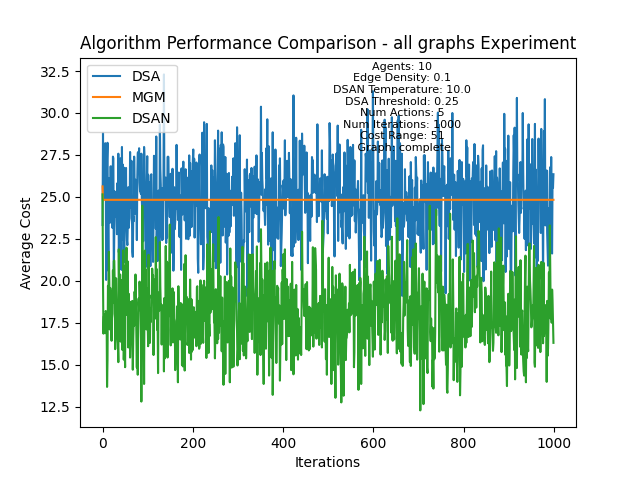 Algorithm Performance Comparison - all graphs Experiment
DSA
MGM
DSAN
Agents: 10
Edge Density: 0.1
DSAN Temperature: 10.0
DSA Threshold: 0.25
Num Actions: 5
Num Iterations: 1000
Cost Range: 51
Graph: complete
Average Cost
32.5
30.0
27.5
25.0
22.5
20.0
17.5
15.0
12.5
0 200 400 600 800 1000
Iterations